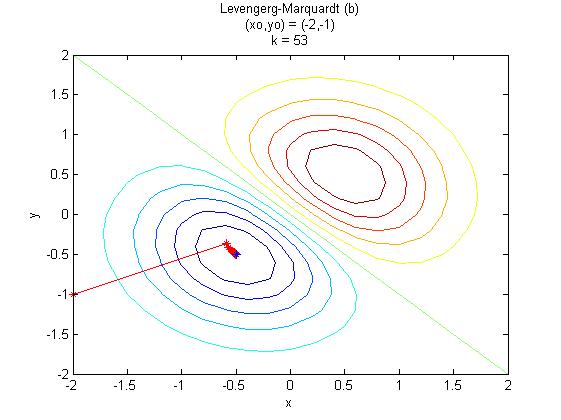 Levengerg-Marquardt (b)
(xo,yo) = (-2,-1)
k = 53
2
1.5
1
0.5
0
-0.5
-1
-1.5
-2
y
-2 -1.5 -1 -0.5 0 0.5 1 1.5 2
x